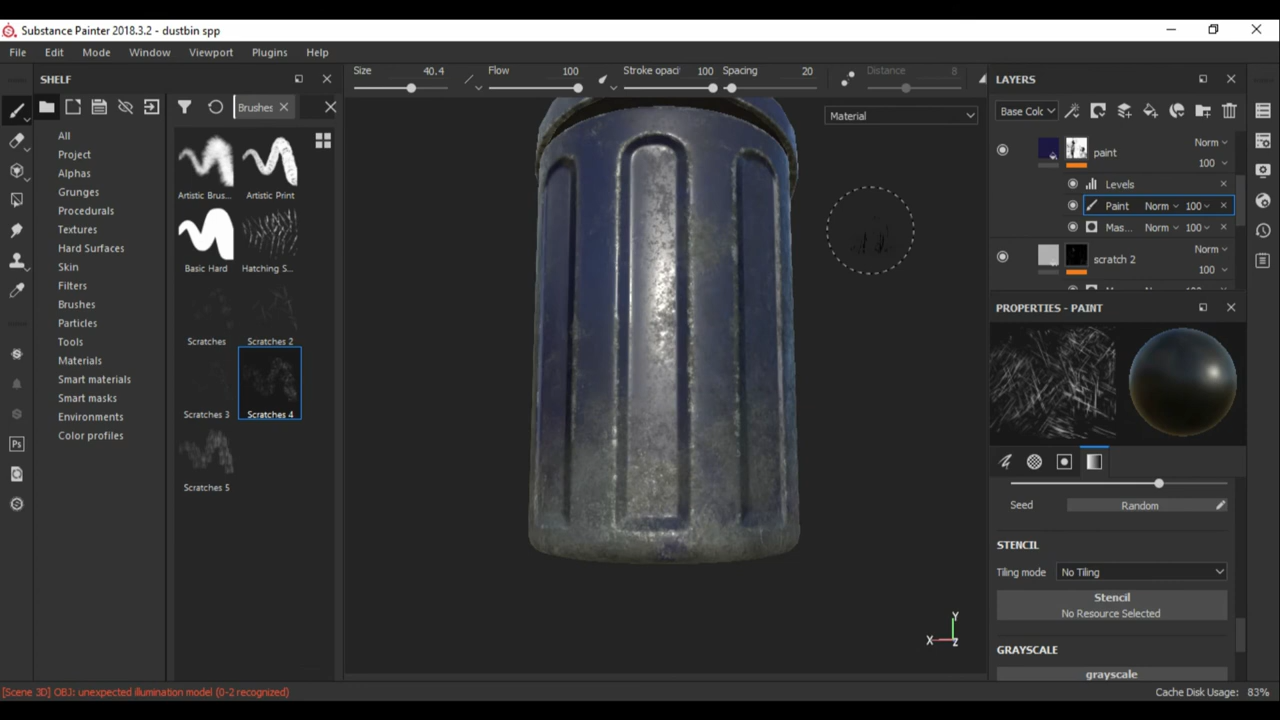 Substance Painter 2018.3.2 - dustbin spp
File Edit Mode Window Viewport Plugins Help
SHELF
Brushes
All
Project
Alphas
Grunges
Procedurals
Textures
Hard Surfaces
Skin
Filters
Brushes
Particles
Tools
Materials
Smart materials
Smart masks
Environments
Color profiles
Artistic Brus... Artistic Print
Basic Hard Hatching S...
Scratches Scratches 2
Scratches 3 Scratches 4
Scratches 5
Size 40.4 Flow 100 Stroke opaci 100 Spacing 20 Distance 8
Material
Y
X
Z
LAYERS
Base Colo
paint Norm
100
Levels
Paint Norm 100
Mas... Norm 100
scratch 2 Norm
100
PROPERTIES - PAINT
Seed Random
STENCIL
Tiling mode No Tiling
Stencil
No Resource Selected
GRAYSCALE
grayscale
Ps
[Scene 3D] OBJ: unexpected illumination model (0-2 recognized)
Cache Disk Usage: 83%